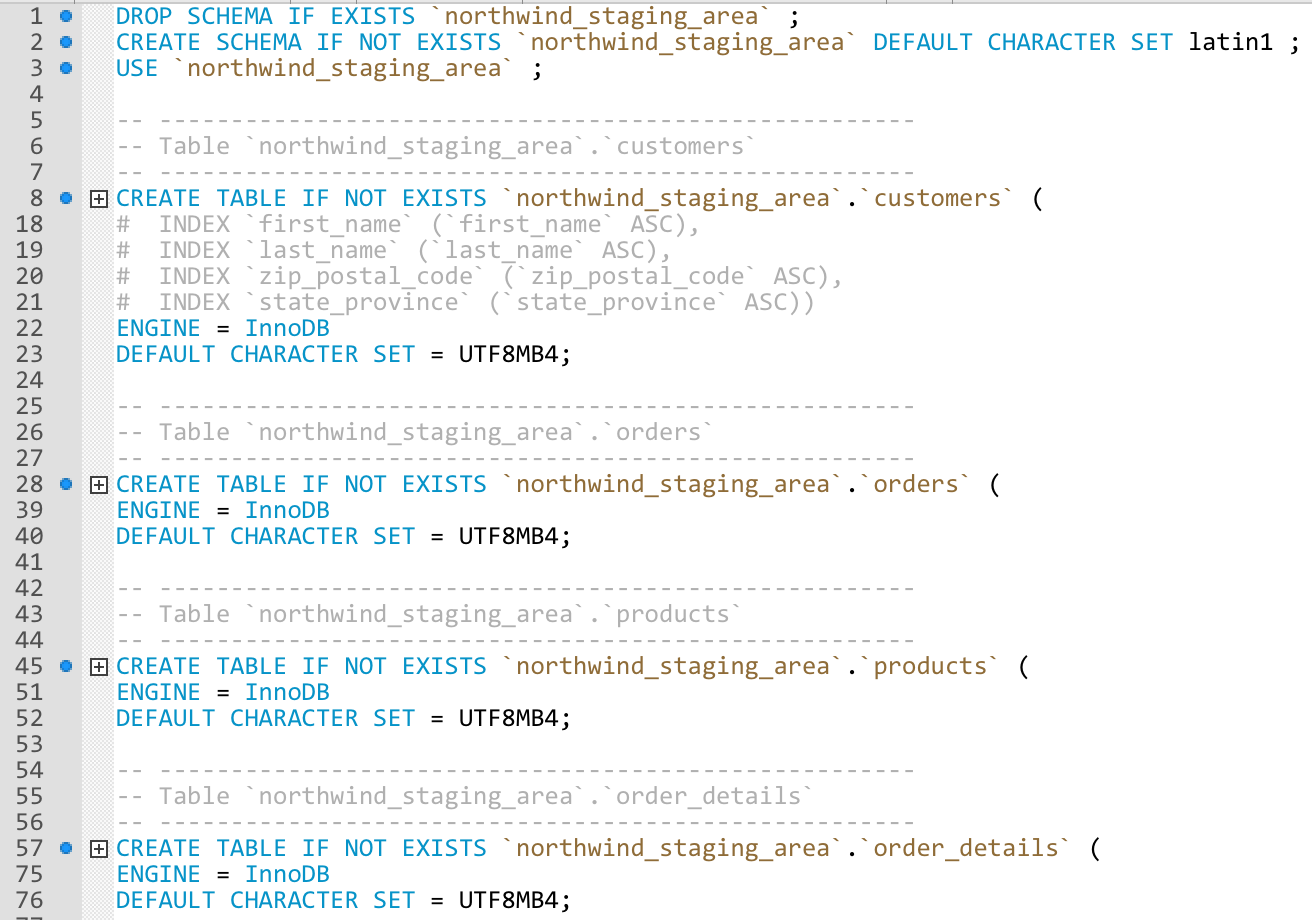 1 DROP SCHEMA IF EXISTS `northwind_staging_area` ;
2 CREATE SCHEMA IF NOT EXISTS `northwind_staging_area` DEFAULT CHARACTER SET latin1 ;
3 USE `northwind_staging_area` ;
4
5 -- -----------------------------------------------------
6 -- Table `northwind_staging_area`.`customers`
7 -- -----------------------------------------------------
8 CREATE TABLE IF NOT EXISTS `northwind_staging_area`.`customers` (
18 #  INDEX `first_name` (`first_name` ASC),
19 #  INDEX `last_name` (`last_name` ASC),
20 #  INDEX `zip_postal_code` (`zip_postal_code` ASC),
21 #  INDEX `state_province` (`state_province` ASC))
22 ENGINE = InnoDB
23 DEFAULT CHARACTER SET = UTF8MB4;
24
25 -- -----------------------------------------------------
26 -- Table `northwind_staging_area`.`orders`
27 -- -----------------------------------------------------
28 CREATE TABLE IF NOT EXISTS `northwind_staging_area`.`orders` (
39 ENGINE = InnoDB
40 DEFAULT CHARACTER SET = UTF8MB4;
41
42 -- -----------------------------------------------------
43 -- Table `northwind_staging_area`.`products`
44 -- -----------------------------------------------------
45 CREATE TABLE IF NOT EXISTS `northwind_staging_area`.`products` (
51 ENGINE = InnoDB
52 DEFAULT CHARACTER SET = UTF8MB4;
53
54 -- -----------------------------------------------------
55 -- Table `northwind_staging_area`.`order_details`
56 -- -----------------------------------------------------
57 CREATE TABLE IF NOT EXISTS `northwind_staging_area`.`order_details` (
75 ENGINE = InnoDB
76 DEFAULT CHARACTER SET = UTF8MB4;